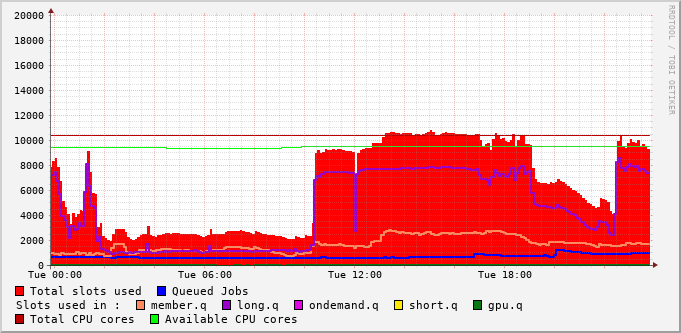 20000
18000
16000
14000
12000
10000
8000
6000
4000
2000
0
Tue 00:00 Tue 06:00 Tue 12:00 Tue 18:00
Total slots used Queued Jobs
Slots used in : member.q long.q ondemand.q short.q gpu.q
Total CPU cores Available CPU cores
RRDTOOL / TOBI OETIKER